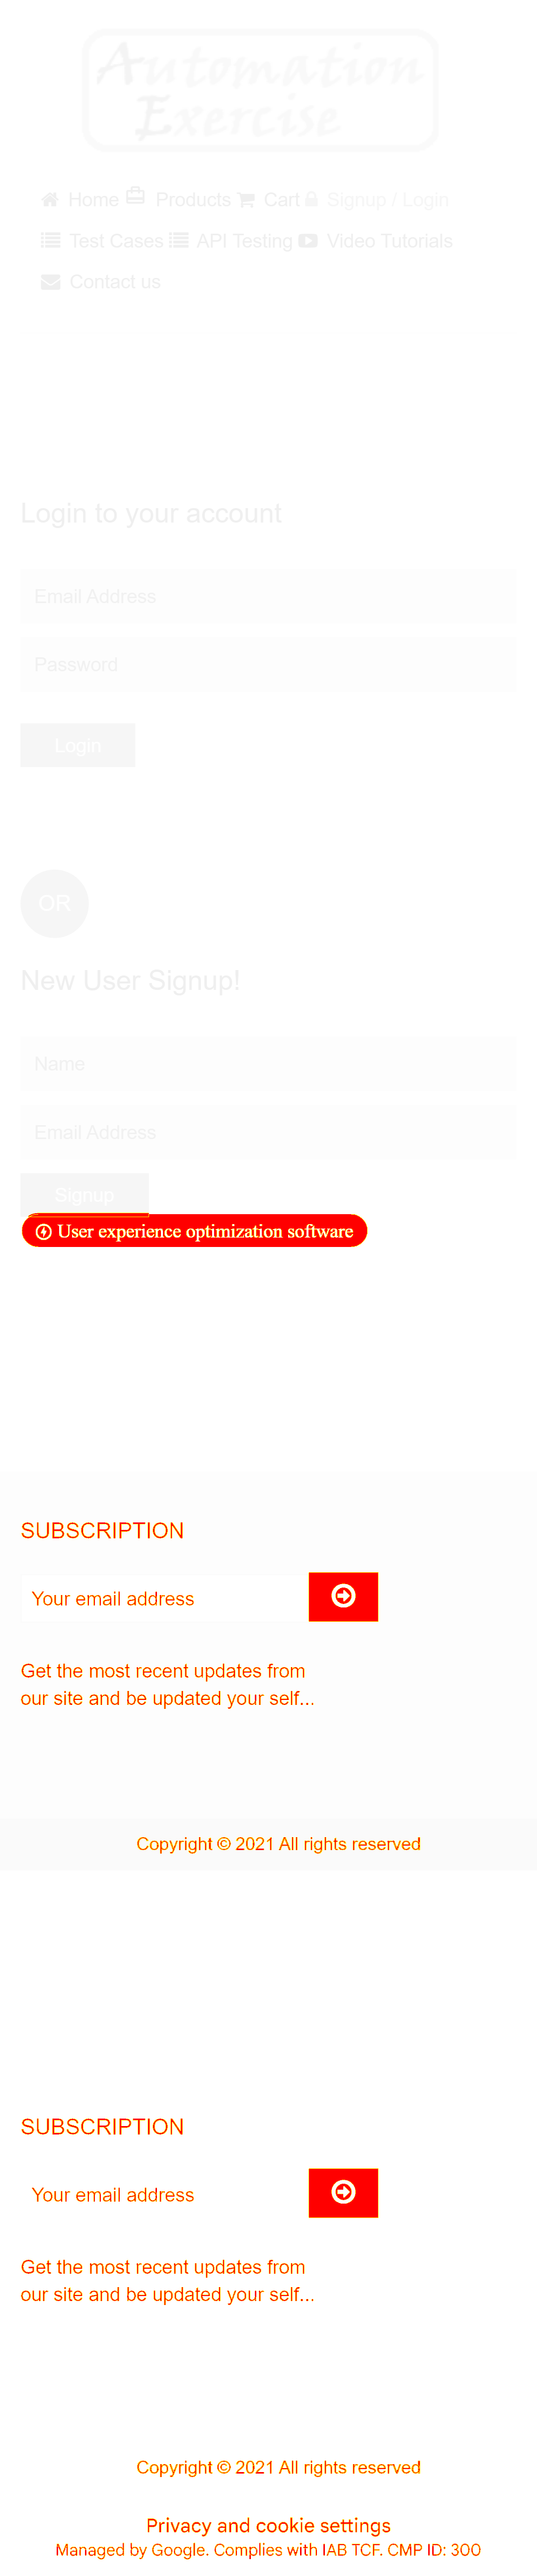 Automation
Exercise
Home Products Cart Signup / Login
Test Cases API Testing Video Tutorials
Contact us
Login to your account
Email Address
Password
Login
OR
New User Signup!
Name
Email Address
Signup
User experience optimization software
SUBSCRIPTION
Your email address
Get the most recent updates from
our site and be updated your self...
Copyright © 2021 All rights reserved
SUBSCRIPTION
Your email address
Get the most recent updates from
our site and be updated your self...
Copyright © 2021 All rights reserved
Privacy and cookie settings
Managed by Google. Complies with IAB TCF. CMP ID: 300